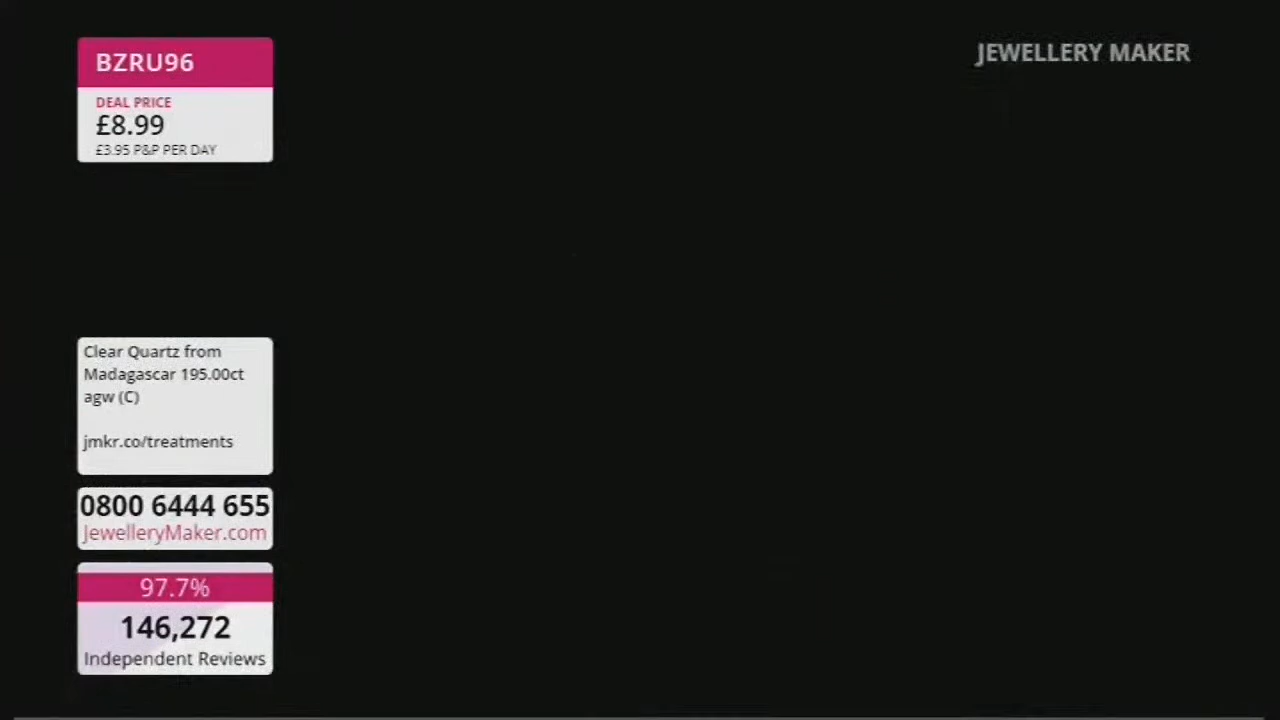 BZRU96
JEWELLERY MAKER
DEAL PRICE
£8.99
£3.95 P&P PER DAY
Clear Quartz from
Madagascar 195.00ct
agw (C)
jmkr.co/treatments
0800 6444 655
JewelleryMaker.com
97.7%
146,272
Independent Reviews